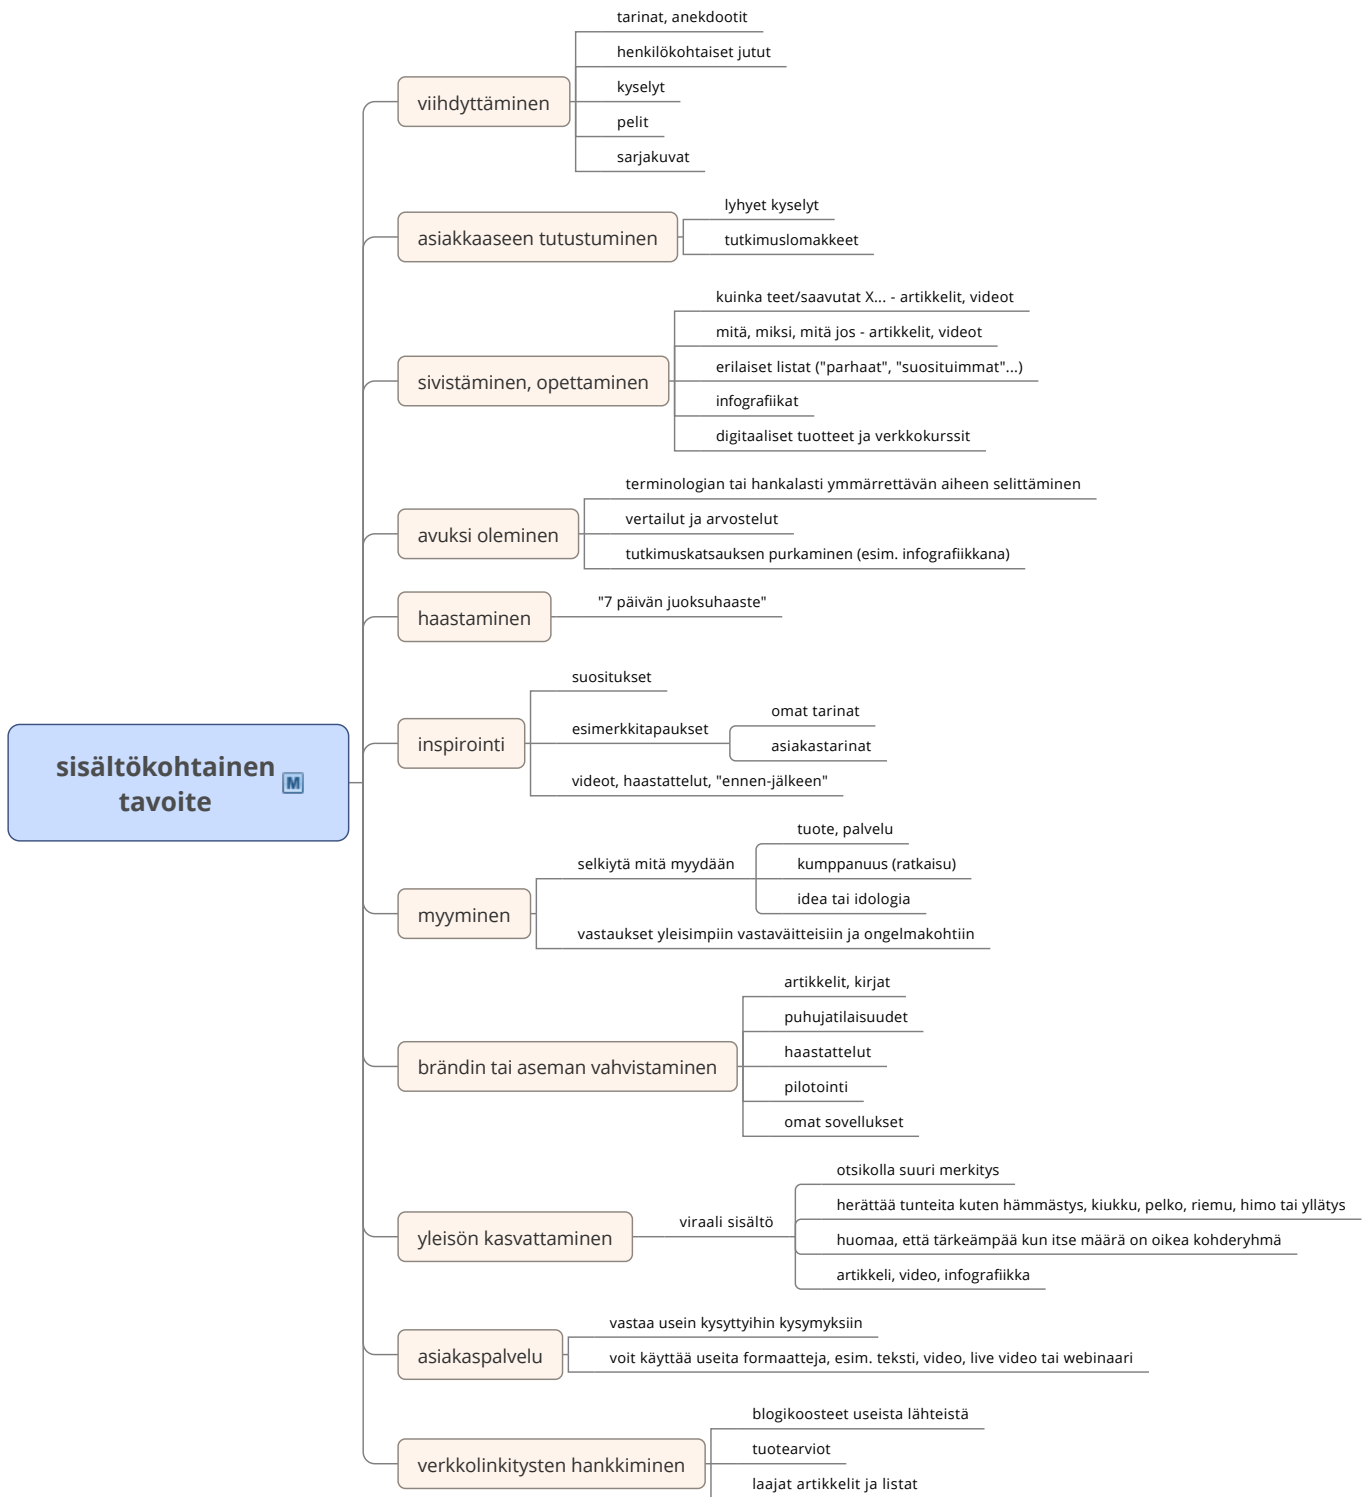 tarinat, anekdootit
henkilökohtaiset jutut
viihdyttäminen
kyselyt
pelit
sarjakuvat
lyhyet kyselyt
asiakkaaseen tutustuminen
tutkimuslomakkeet
kuinka teet/saavutat X... - artikkelit, videot
mitä, miksi, mitä jos - artikkelit, videot
sivistäminen, opettaminen
erilaiset listat ("parhaat", "suosituimmat"...)
infografiikat
digitaaliset tuotteet ja verkkokurssit
terminologian tai hankalasti ymmärrettävän aiheen selittäminen
avuksi oleminen
vertailut ja arvostelut
tutkimuskatsauksen purkaminen (esim. infografiikkana)
haastaminen
"7 päivän juoksuhaaste"
suositukset
inspirointi
esimerkkitapaukset
omat tarinat
asiakastarinat
videot, haastattelut, "ennen-jälkeen"
sisältökohtainen
tavoite
M
myyminen
selkiytä mitä myydään
tuote, palvelu
kumppanuus (ratkaisu)
idea tai idologia
vastaukset yleisimpiin vastaväitteisiin ja ongelmakohtiin
artikkelit, kirjat
puhujatilaisuudet
brändin tai aseman vahvistaminen
haastattelut
pilotointi
omat sovellukset
yleisön kasvattaminen
viraali sisältö
otsikolla suuri merkitys
herättää tunteita kuten hämmästys, kiukku, pelko, riemu, himo tai yllätys
huomaa, että tärkeämpää kun itse määrä on oikea kohderyhmä
artikkeli, video, infografiikka
asiakaspalvelu
vastaa usein kysyttyihin kysymyksiin
voit käyttää useita formaatteja, esim. teksti, video, live video tai webinaari
blogikoosteet useista lähteistä
verkkolinkitysten hankkiminen
tuotearviot
laajat artikkelit ja listat